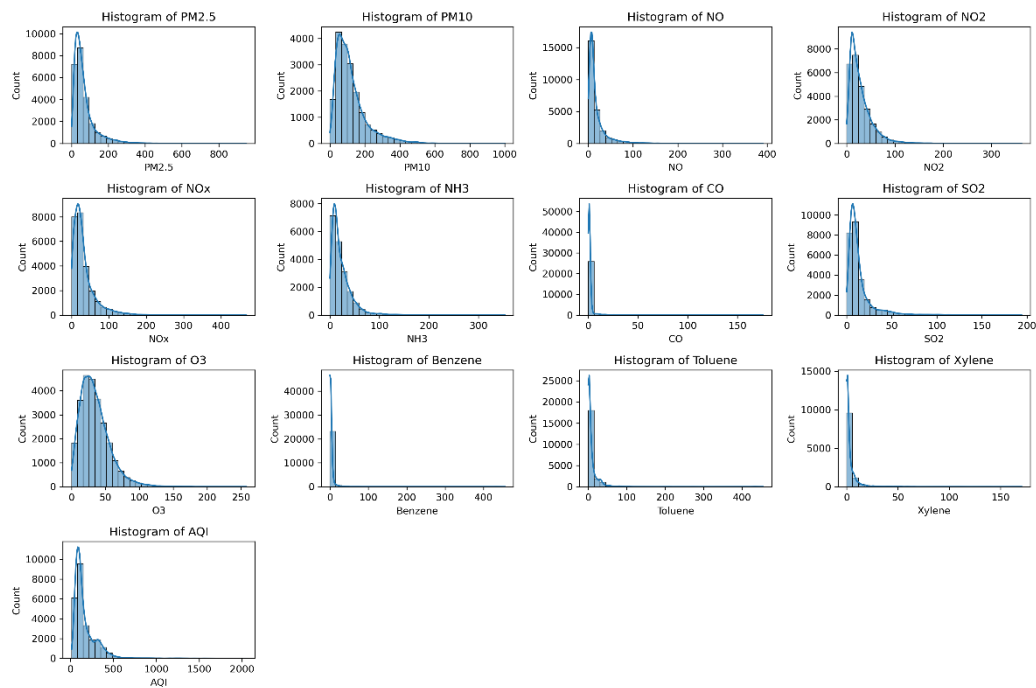 Histogram of PM2.5 Histogram of PM10 Histogram of NO Histogram of NO2
10000
8000
6000
4000
2000
0
Count
0 200 400 600 800
PM2.5
4000
3000
2000
1000
0
Count
0 200 400 600 800 1000
PM10
15000
10000
5000
0
Count
0 100 200 300 400
NO
8000
6000
4000
2000
0
Count
0 100 200 300
NO2
Histogram of NOx Histogram of NH3 Histogram of CO Histogram of SO2
8000
6000
4000
2000
0
Count
0 100 200 300 400
NOx
8000
6000
4000
2000
0
Count
0 100 200 300
NH3
50000
40000
30000
20000
10000
0
Count
0 50 100 150
CO
10000
8000
6000
4000
2000
0
Count
0 50 100 150 200
SO2
Histogram of O3 Histogram of Benzene Histogram of Toluene Histogram of Xylene
4000
3000
2000
1000
0
Count
0 50 100 150 200 250
O3
40000
30000
20000
10000
0
Count
0 100 200 300 400
Benzene
25000
20000
15000
10000
5000
0
Count
0 100 200 300 400
Toluene
15000
10000
5000
0
Count
0 50 100 150
Xylene
Histogram of AQI
10000
8000
6000
4000
2000
0
Count
0 500 1000 1500 2000
AQI